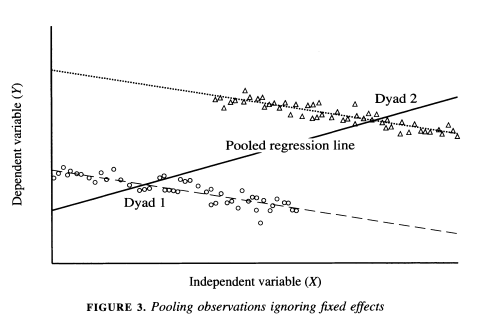 Dependent variable (Y)
Dyad 2
Pooled regression line
Dyad 1
Independent variable (X)
FIGURE 3. Pooling observations ignoring fixed effects